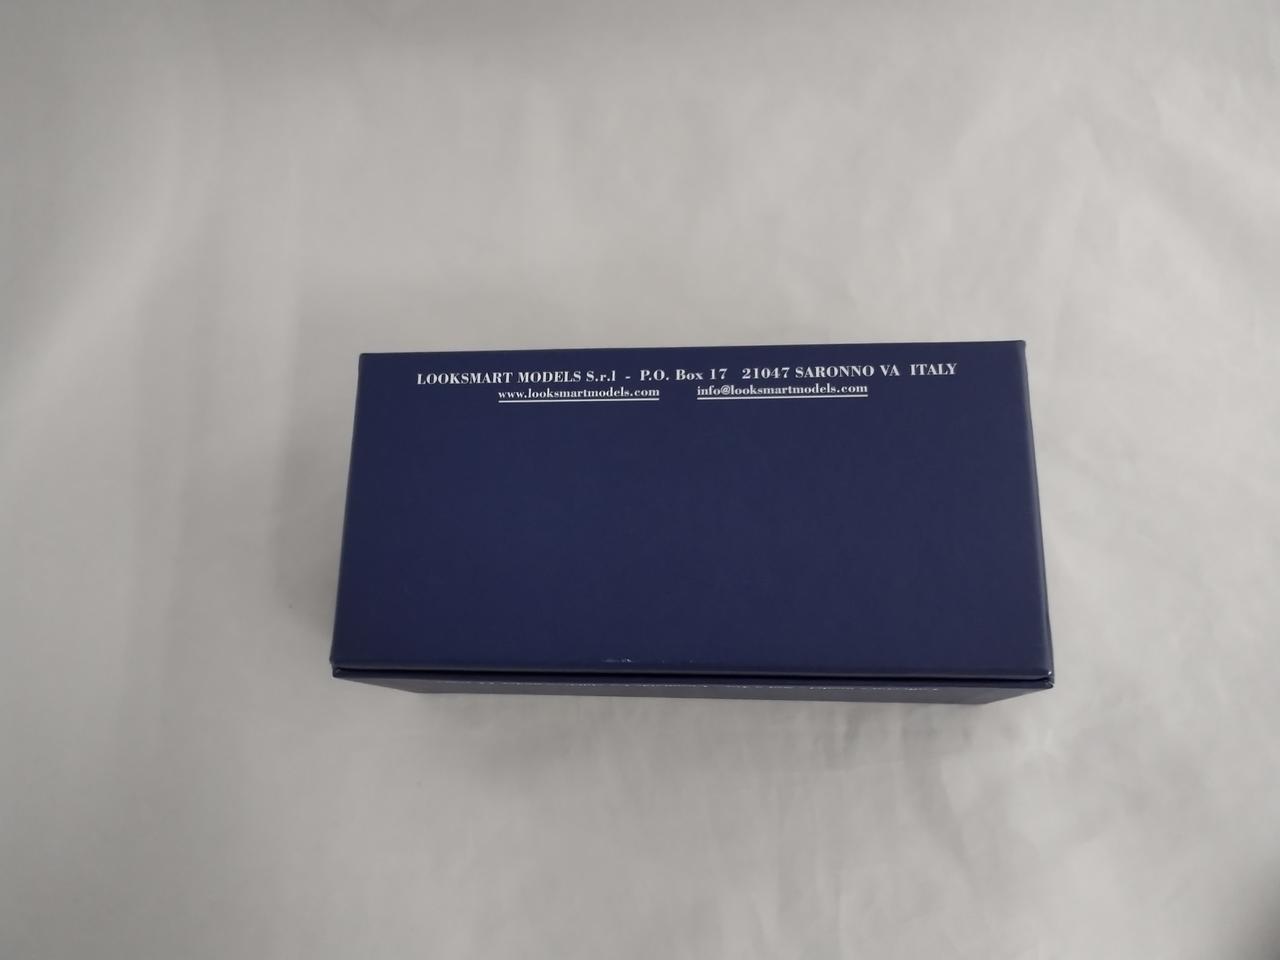 LOOKSMART MODELS S.r.l - P.O. Box 17 21047 SARONNO VA ITALY
www.looksmartmodels.com info@looksmartmodels.com